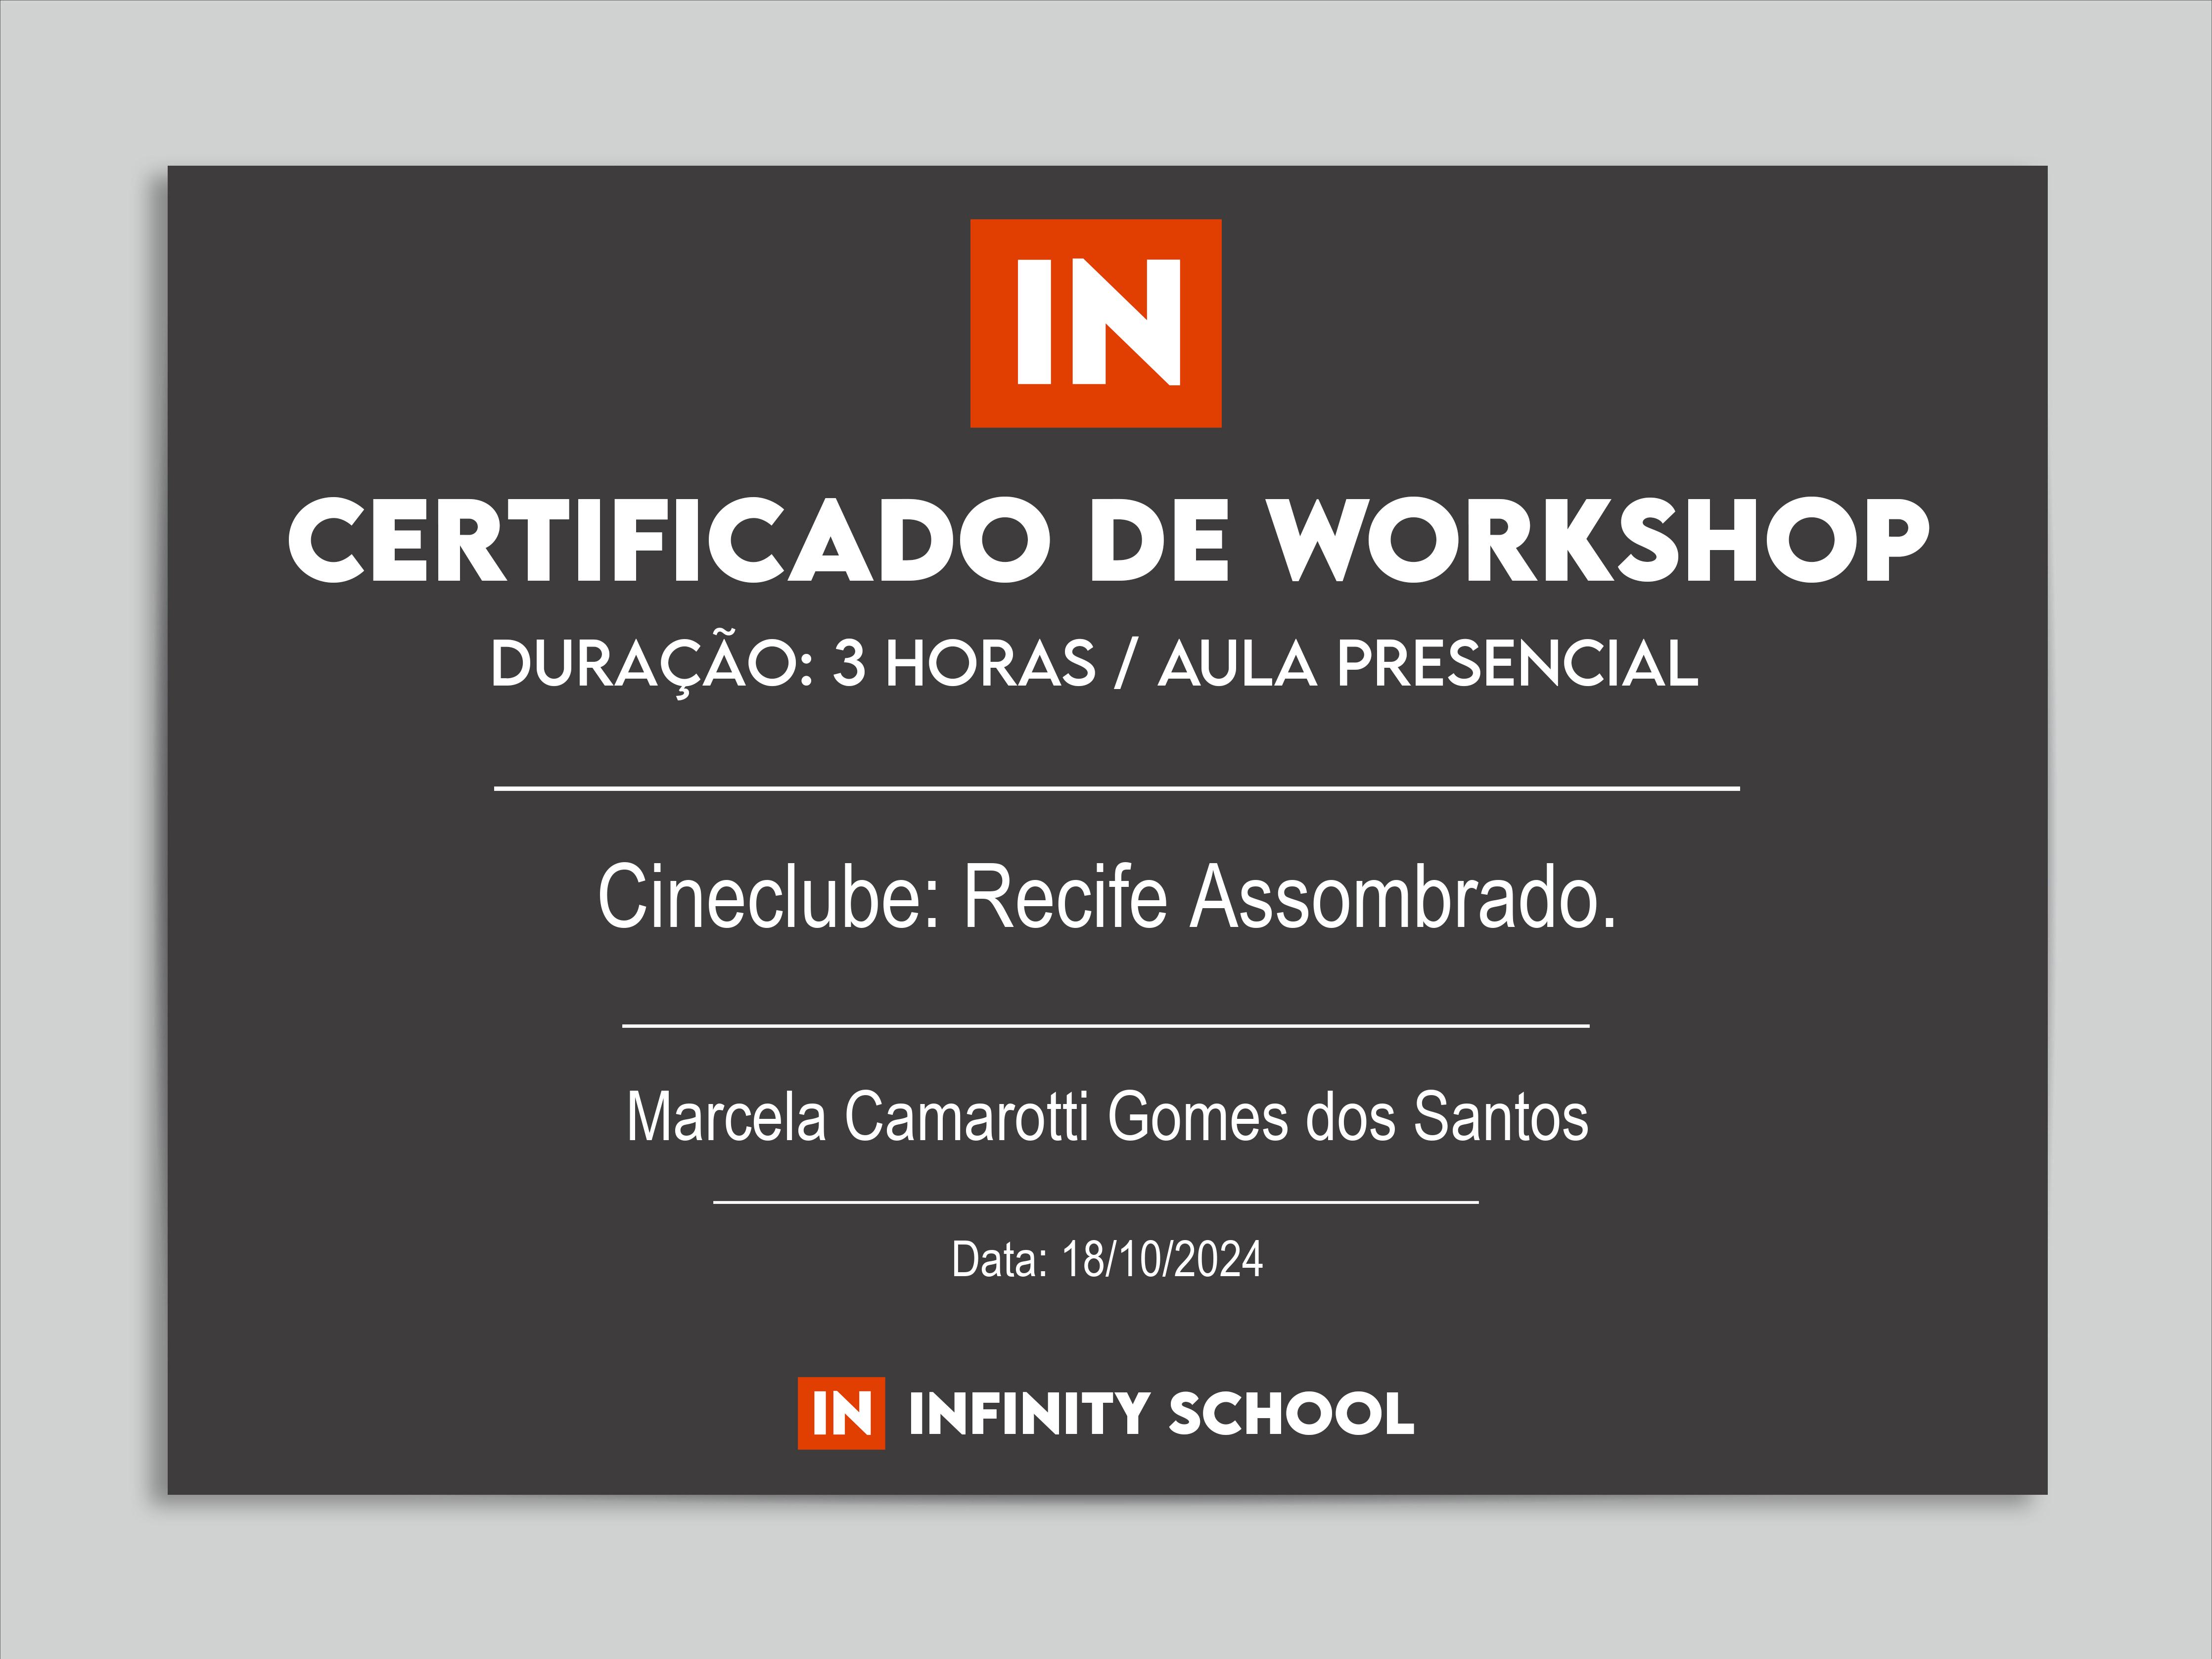 IN
CERTIFICADO DE WORKSHOP
DURAÇÃO: 3 HORAS / AULA PRESENCIAL
Cineclube: Recife Assombrado.
Marcela Camarotti Gomes dos Santos
Data: 18/10/2024
IN INFINITY SCHOOL